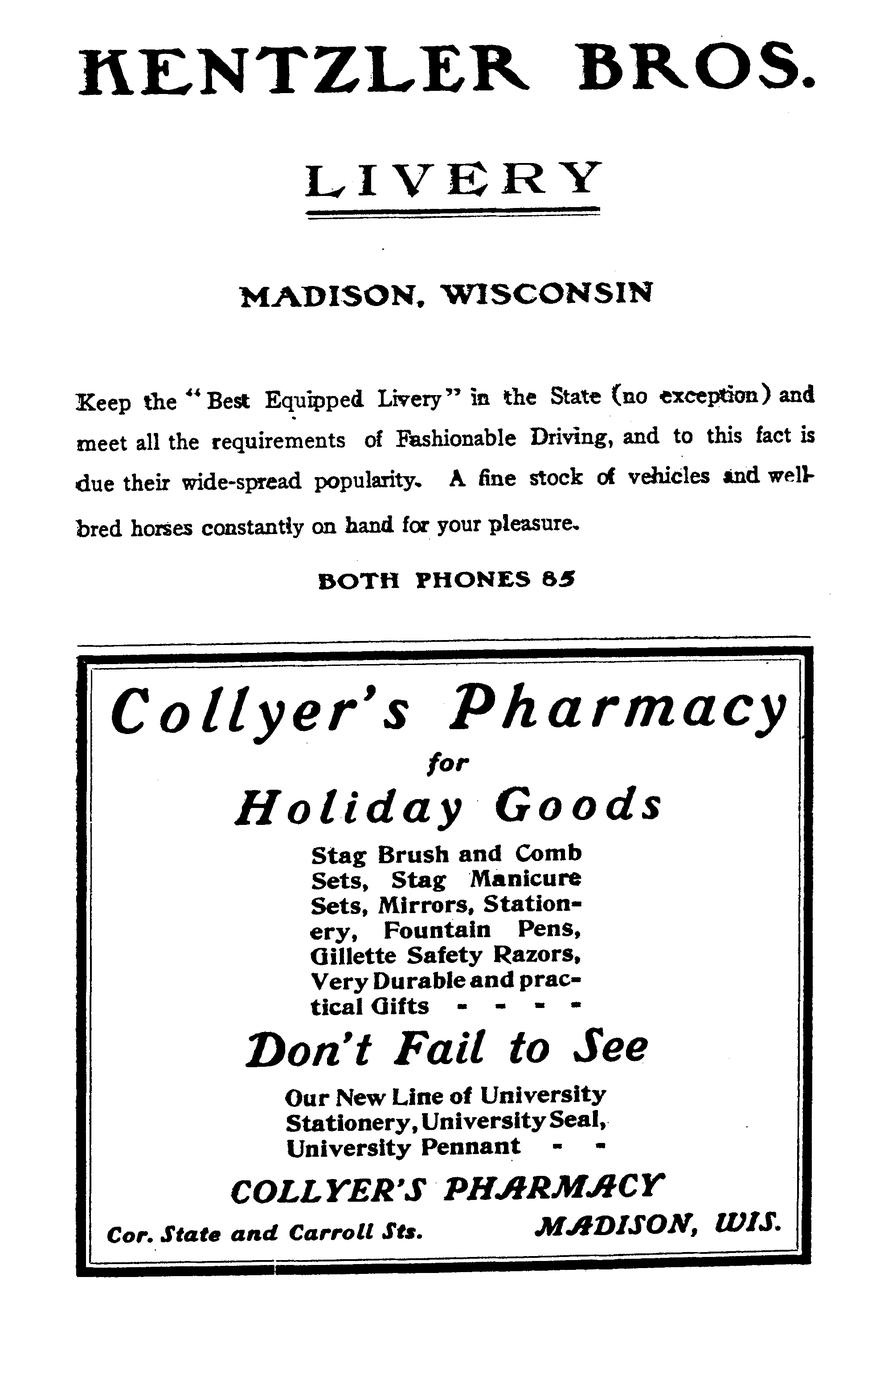 KENTZLER BROS.
LIVERY
MADISON, WISCONSIN
Keep the "Best Equipped Livery" in the State (no exception) and
meet all the requirements of Fashionable Driving, and to this fact is
due their wide-spread popularity. A fine stock of vehicles and well-
bred horses constantly on hand for your pleasure.
BOTH PHONES 85
Collyer's Pharmacy
for
Holiday Goods
Stag Brush and Comb
Sets, Stag Manicure
Sets, Mirrors, Station-
ery, Fountain Pens,
Gillette Safety Razors,
Very Durable and prac-
tical Gifts - - - -
Don't Fail to See
Our New Line of University
Stationery, University Seal,
University Pennant - -
COLLYER'S PHARMACY
Cor. State and Carroll Sts. MADISON, WIS.